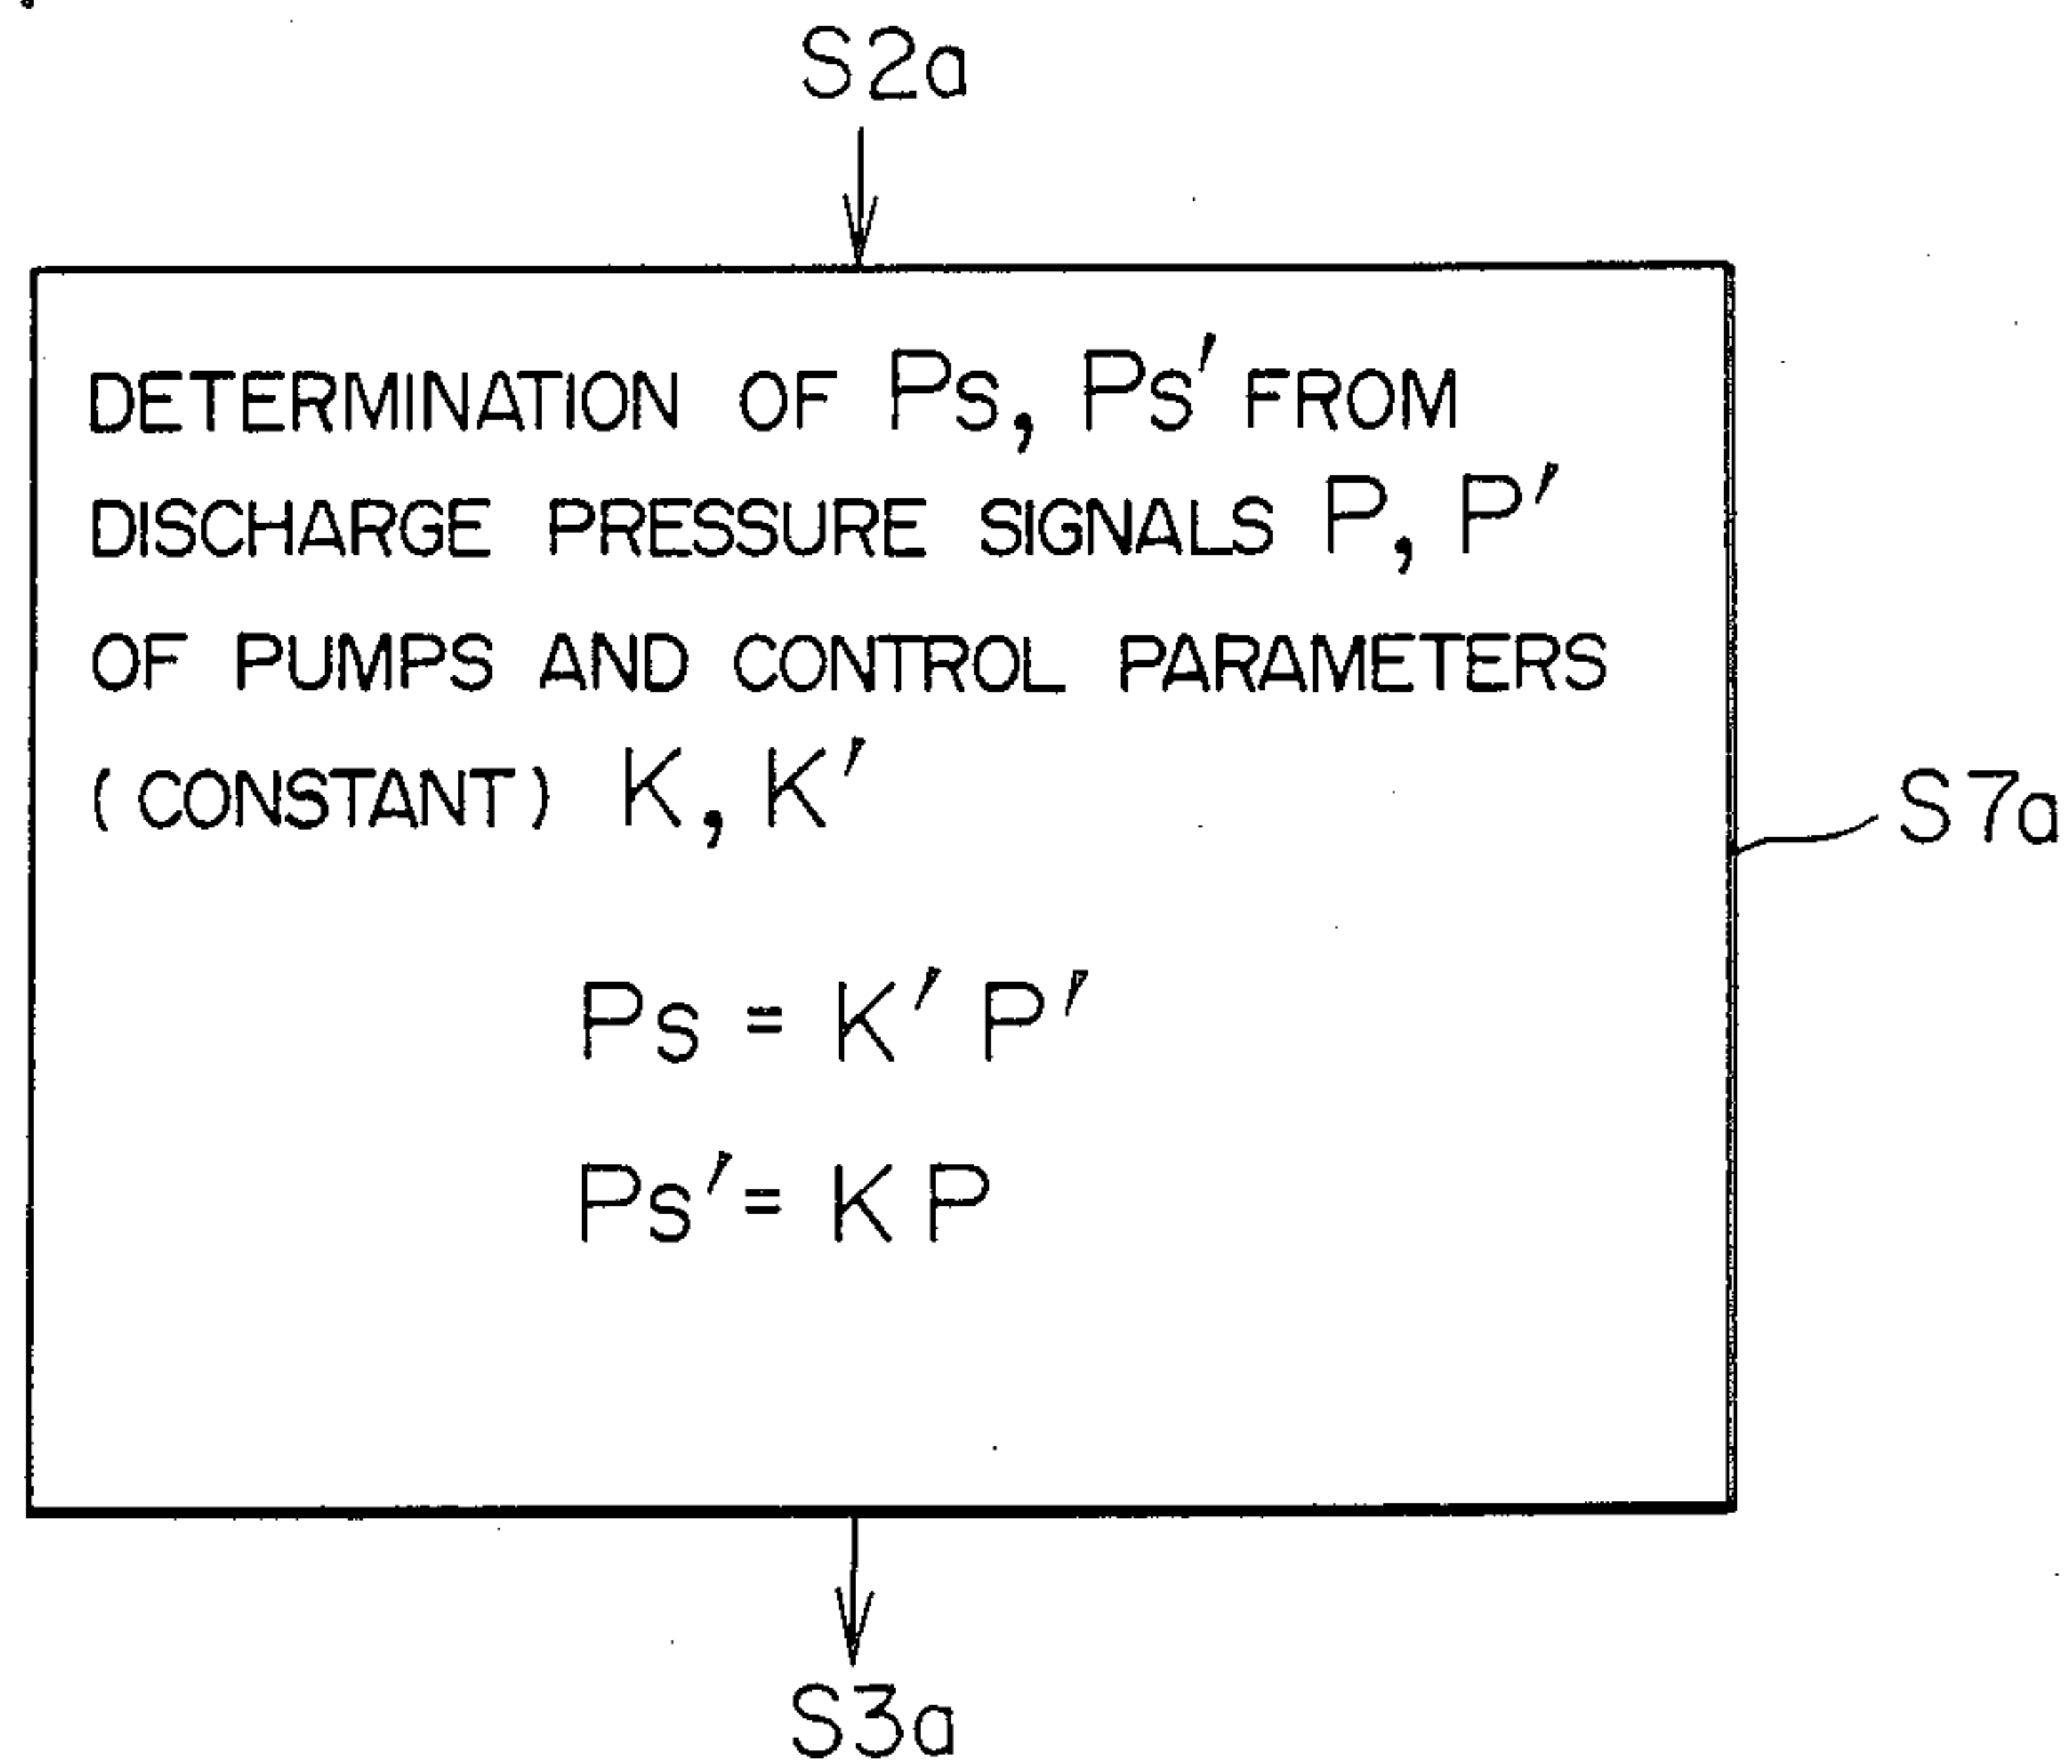 S2a
DETERMINATION OF Ps, Ps′ FROM
DISCHARGE PRESSURE SIGNALS P, P′
OF PUMPS AND CONTROL PARAMETERS
(CONSTANT) K, K′
S7a
Ps = K′ P′
Ps′ = K P
S3a